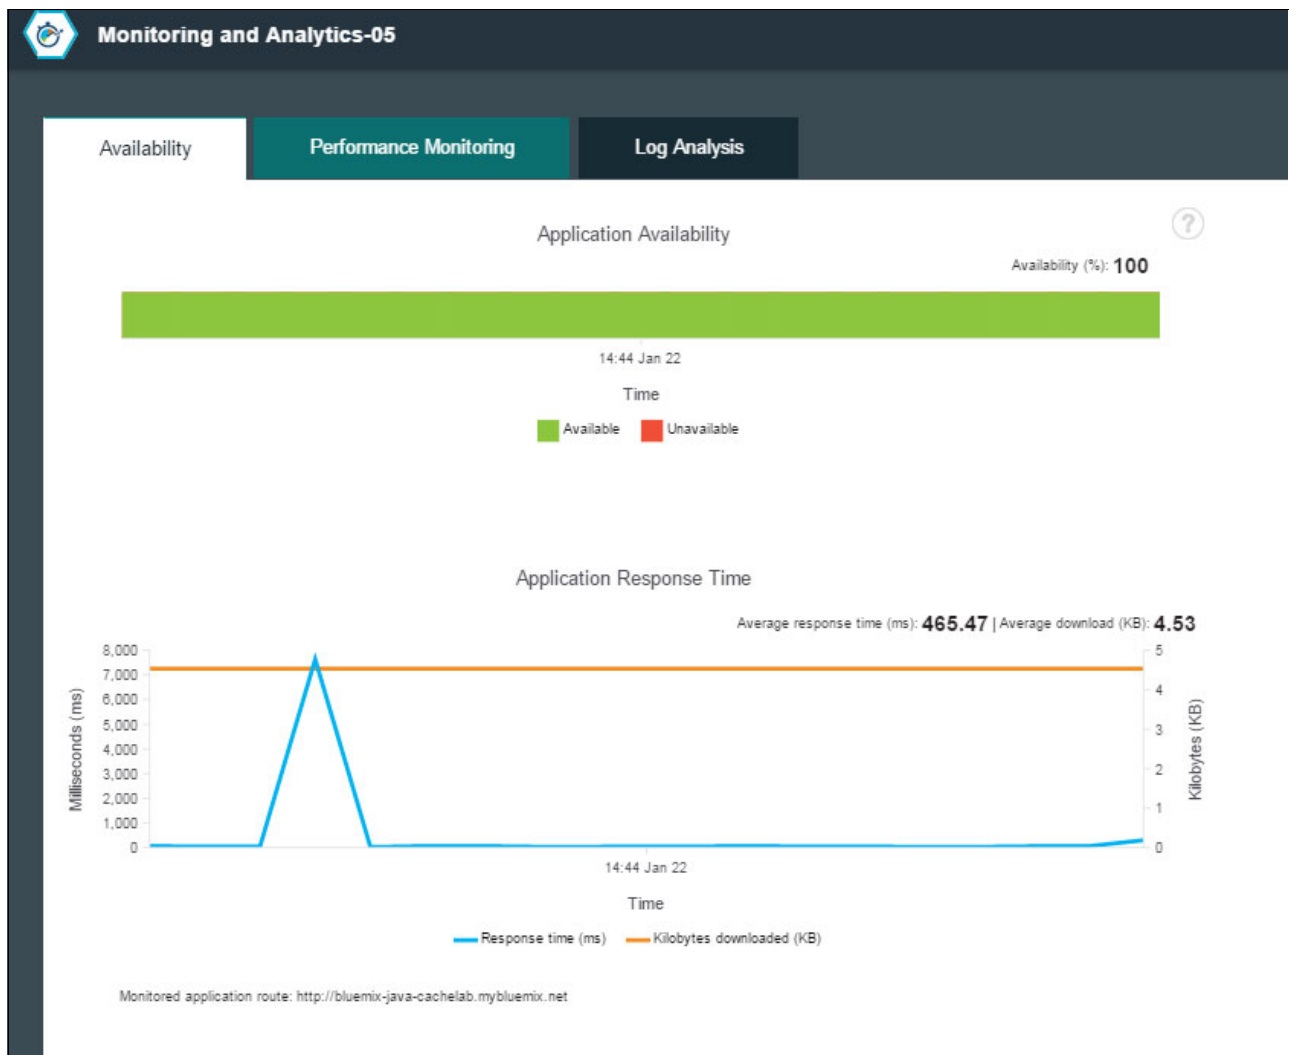 Monitoring and Analytics-05
Availability
Performance Monitoring
Log Analysis
Application Availability
?
Availability (%): 100
14:44 Jan 22
Time
Available
Unavailable
Application Response Time
Average response time (ms): 465.47 | Average download (KB): 4.53
8,000
7,000
6,000
5,000
4,000
3,000
2,000
1,000
0
Milliseconds (ms)
5
4
3
2
1
0
Kilobytes (KB)
14:44 Jan 22
Time
Response time (ms)
Kilobytes downloaded (KB)
Monitored application route: http://bluemix-java-cachelab.mybluemix.net